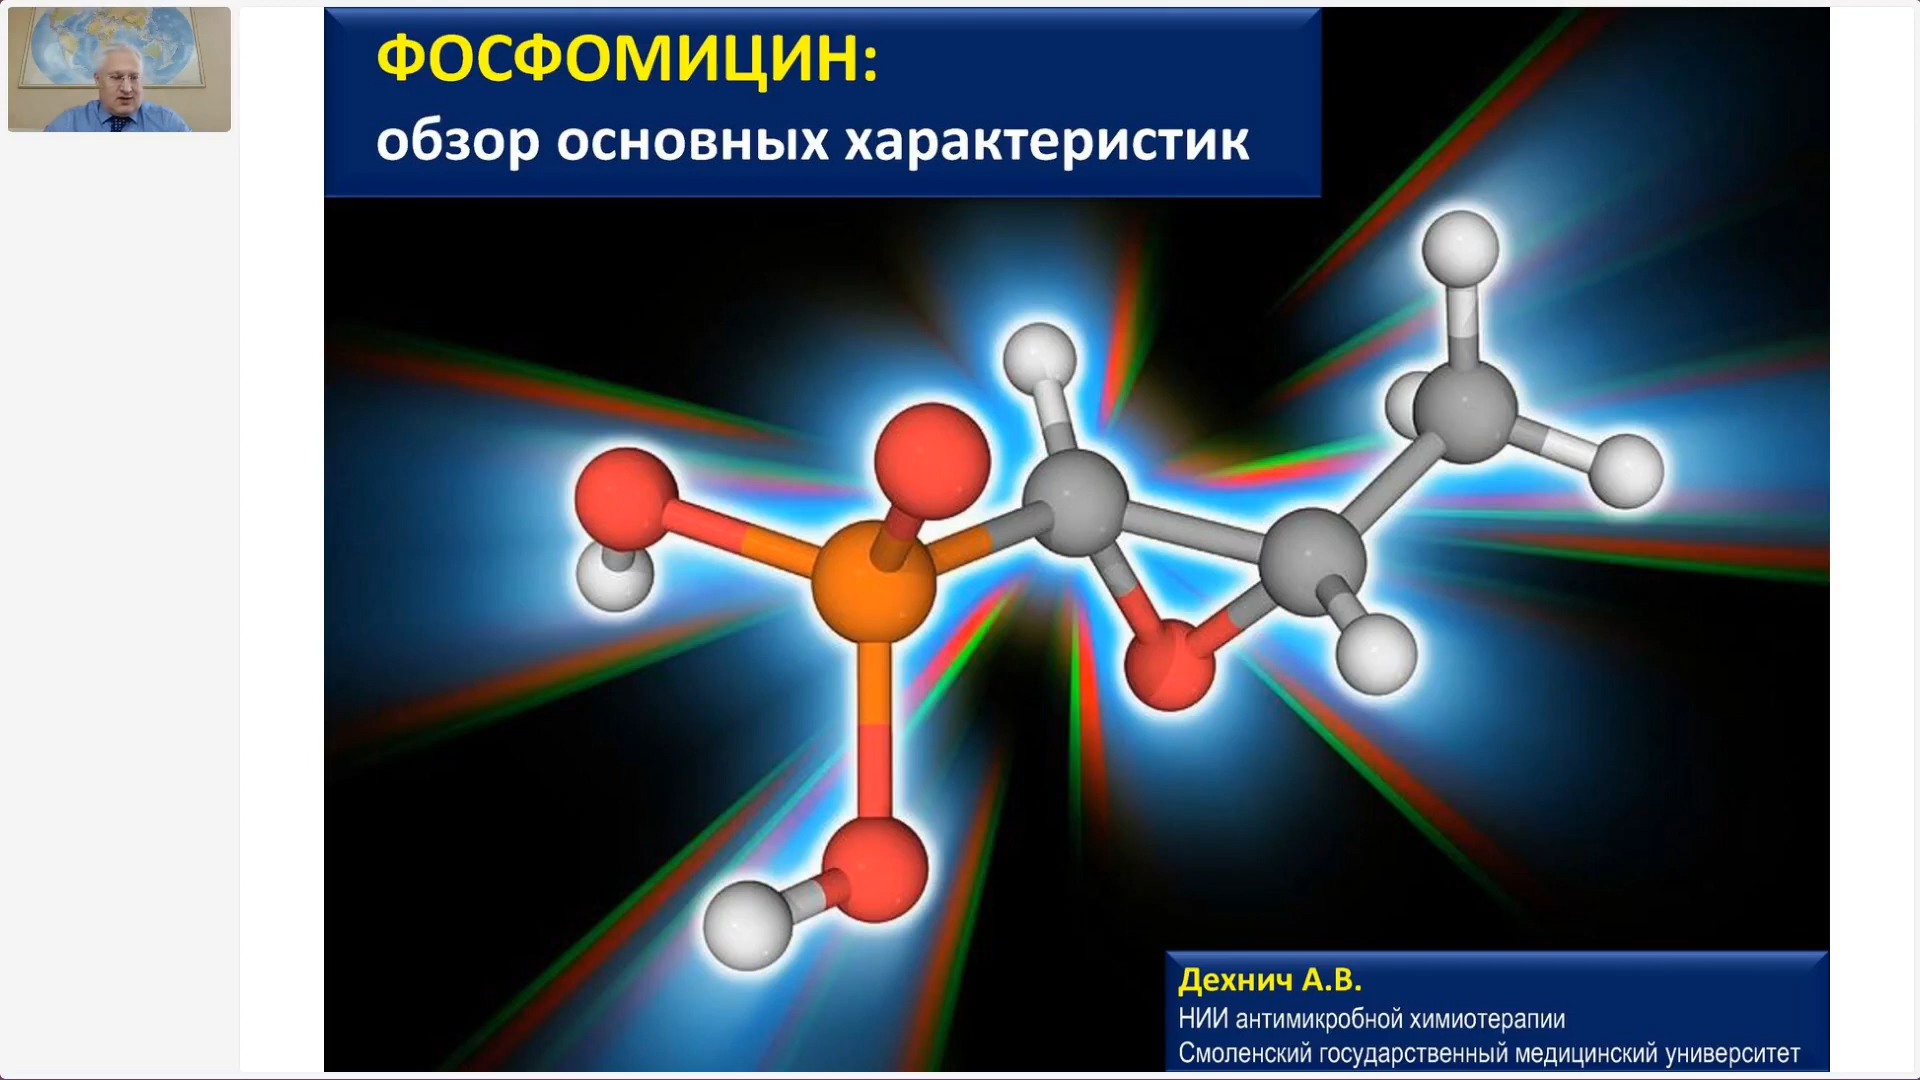 ФОСФОМИЦИН:
обзор основных характеристик
Дехнич А.В.
НИИ антимикробной химиотерапии
Смоленский государственный медицинский университет